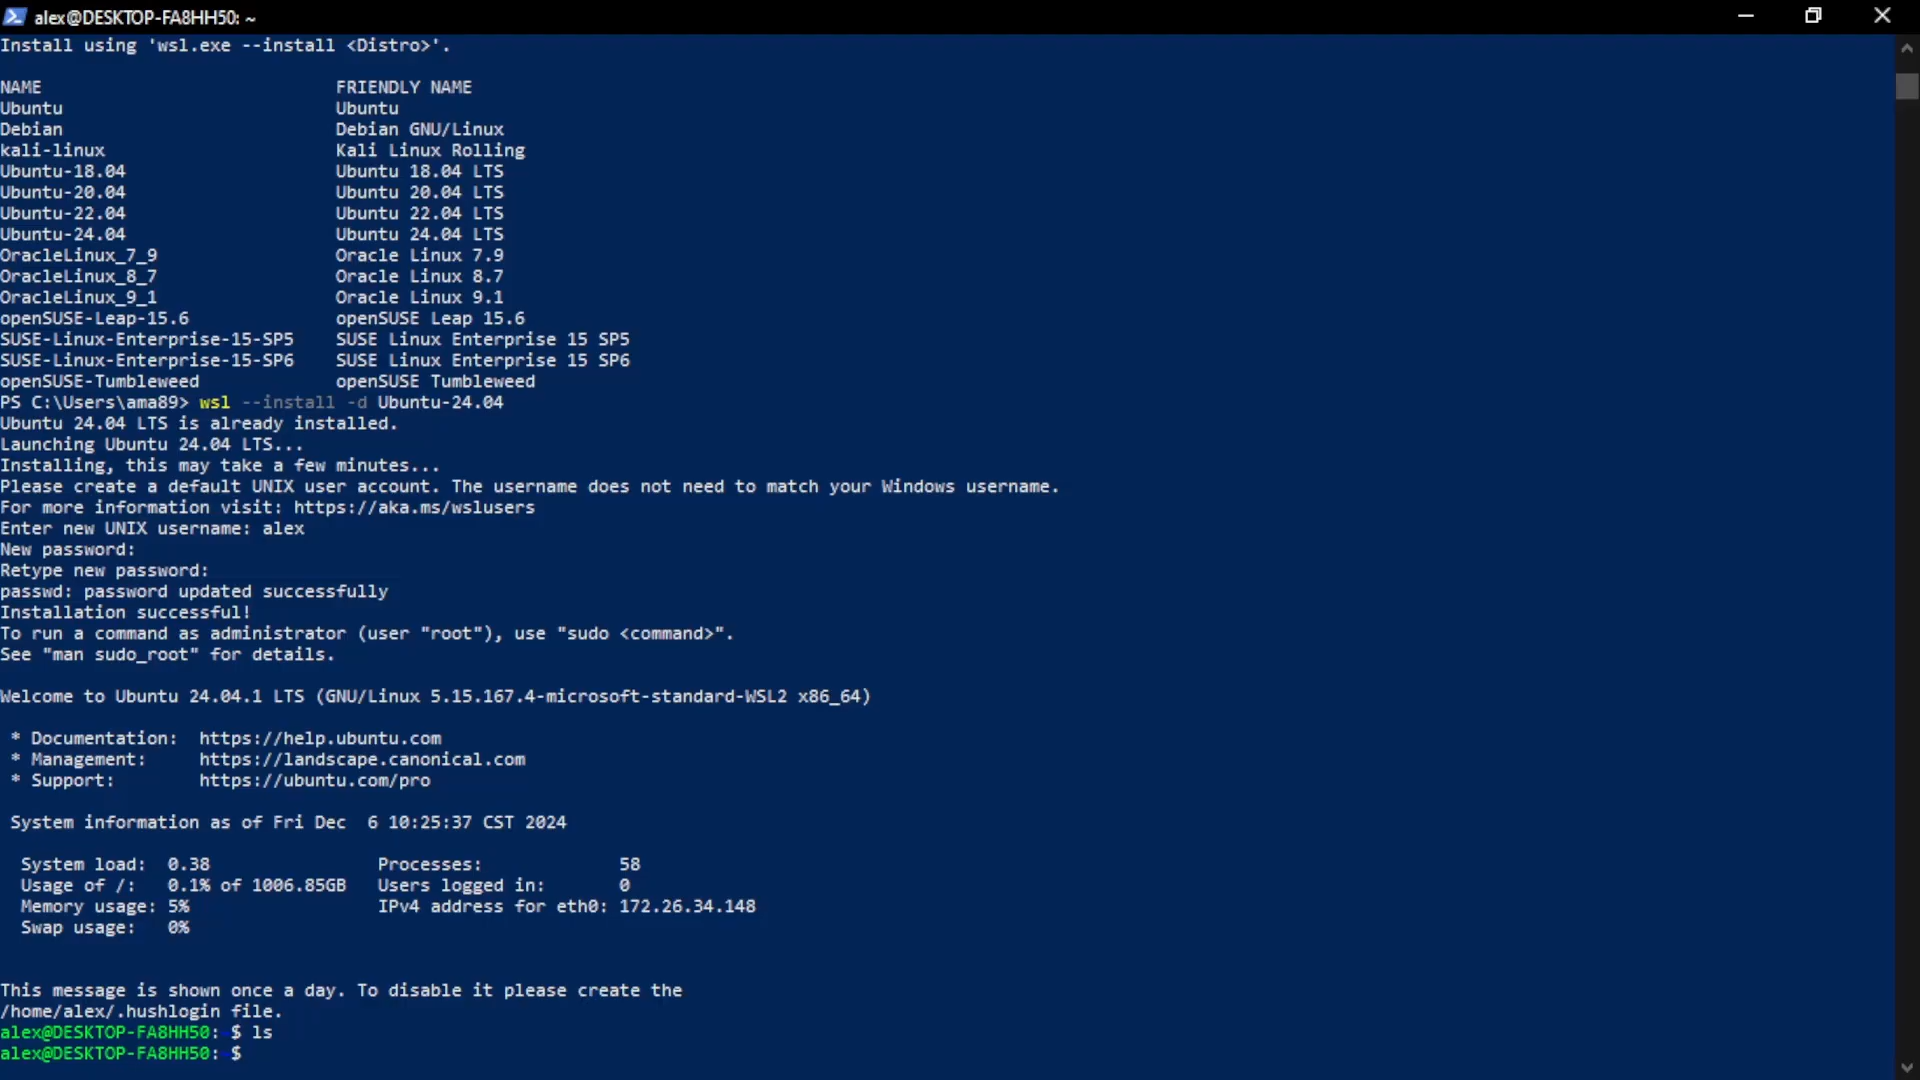 alex@DESKTOP-FA8HH50: ~
Install using 'wsl.exe --install <Distro>'.
NAME FRIENDLY NAME
Ubuntu Ubuntu
Debian Debian GNU/Linux
kali-linux Kali Linux Rolling
Ubuntu-18.04 Ubuntu 18.04 LTS
Ubuntu-20.04 Ubuntu 20.04 LTS
Ubuntu-22.04 Ubuntu 22.04 LTS
Ubuntu-24.04 Ubuntu 24.04 LTS
OracleLinux_7_9 Oracle Linux 7.9
OracleLinux_8_7 Oracle Linux 8.7
OracleLinux_9_1 Oracle Linux 9.1
openSUSE-Leap-15.6 openSUSE Leap 15.6
SUSE-Linux-Enterprise-15-SP5 SUSE Linux Enterprise 15 SP5
SUSE-Linux-Enterprise-15-SP6 SUSE Linux Enterprise 15 SP6
openSUSE-Tumbleweed openSUSE Tumbleweed
PS C:\Users\ama89> wsl --install -d Ubuntu-24.04
Ubuntu 24.04 LTS is already installed.
Launching Ubuntu 24.04 LTS...
Installing, this may take a few minutes...
Please create a default UNIX user account. The username does not need to match your Windows username.
For more information visit: https://aka.ms/wslusers
Enter new UNIX username: alex
New password:
Retype new password:
passwd: password updated successfully
Installation successful!
To run a command as administrator (user "root"), use "sudo <command>".
See "man sudo_root" for details.
Welcome to Ubuntu 24.04.1 LTS (GNU/Linux 5.15.167.4-microsoft-standard-WSL2 x86_64)
* Documentation: https://help.ubuntu.com
* Management: https://landscape.canonical.com
* Support: https://ubuntu.com/pro
System information as of Fri Dec 6 10:25:37 CST 2024
System load: 0.38 Processes: 58
Usage of /: 0.1% of 1006.85GB Users logged in: 0
Memory usage: 5% IPv4 address for eth0: 172.26.34.148
Swap usage: 0%
This message is shown once a day. To disable it please create the
/home/alex/.hushlogin file.
alex@DESKTOP-FA8HH50: $ ls
alex@DESKTOP-FA8HH50: $